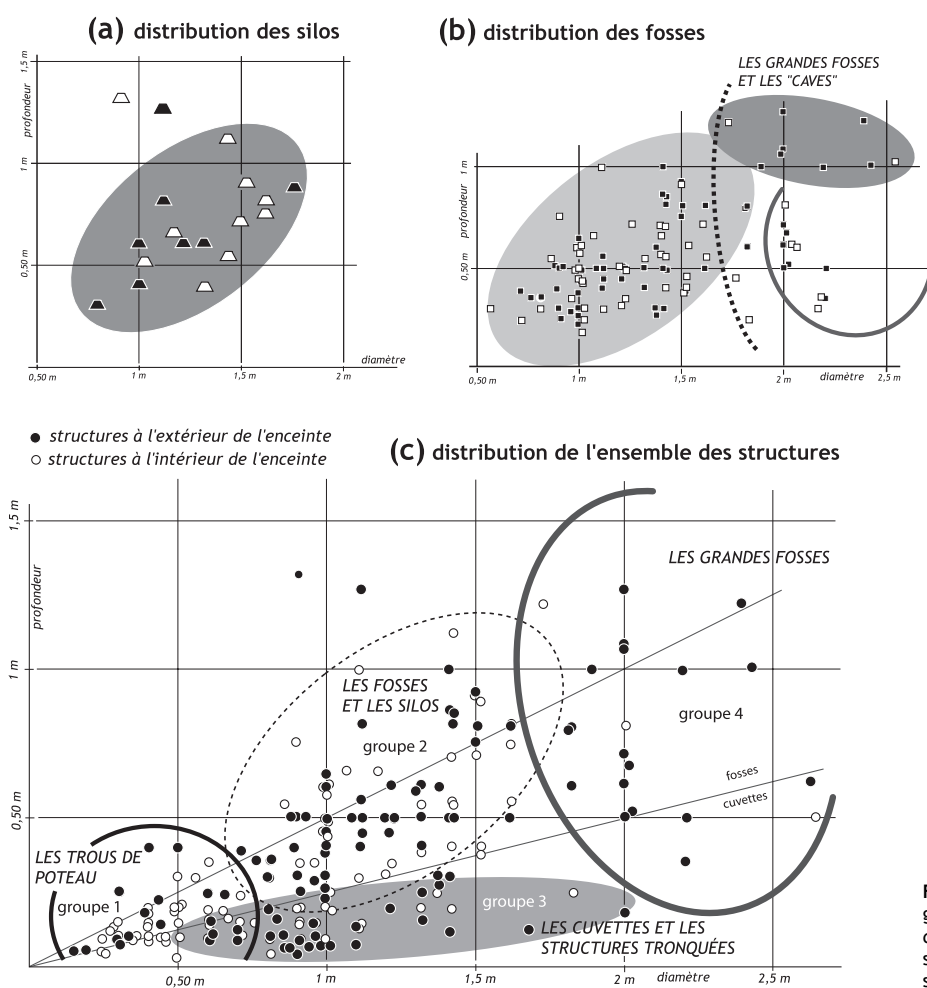 (a) distribution des silos
1,5 m
profondeur
1 m
0,50 m
diamètre
0,50 m
1 m
1,5 m
2 m
(b) distribution des fosses
LES GRANDES FOSSES
ET LES "CAVES"
profondeur
1 m
0,50 m
0,50 m
1 m
1,5 m
2 m
diamètre
2,5 m
structures à l'extérieur de l'enceinte
structures à l'intérieur de l'enceinte
(c) distribution de l'ensemble des structures
1,5 m
profondeur
1 m
0,50 m
LES GRANDES FOSSES
LES FOSSES
ET LES SILOS
groupe 2
groupe 4
fosses
cuvettes
LES TROUS DE
POTEAU
groupe 1
groupe 3
LES CUVETTES ET LES
STRUCTURES TRONQUÉES
0,50 m
1 m
1,5 m
2 m
diamètre
2,5 m